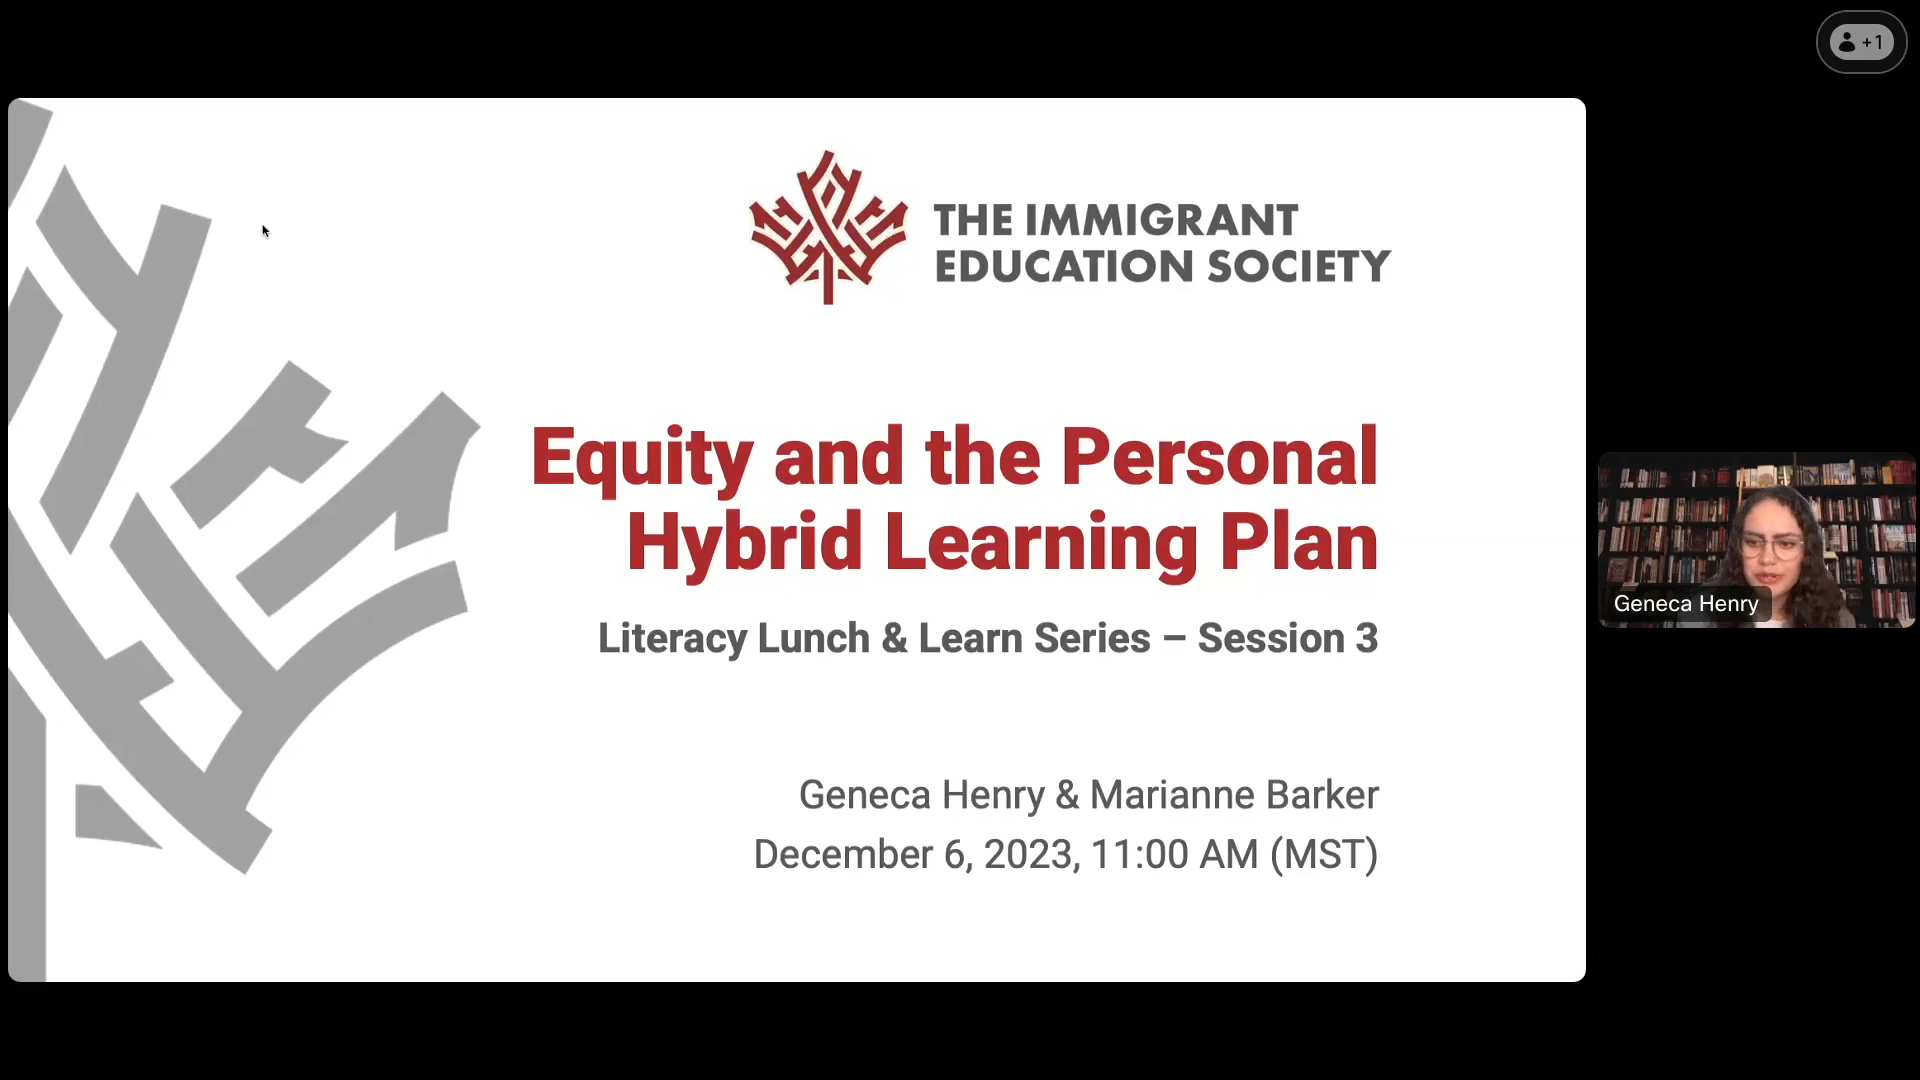 +1
THE IMMIGRANT
EDUCATION SOCIETY
Equity and the Personal
Hybrid Learning Plan
Literacy Lunch & Learn Series – Session 3
Geneca Henry & Marianne Barker
December 6, 2023, 11:00 AM (MST)
Geneca Henry